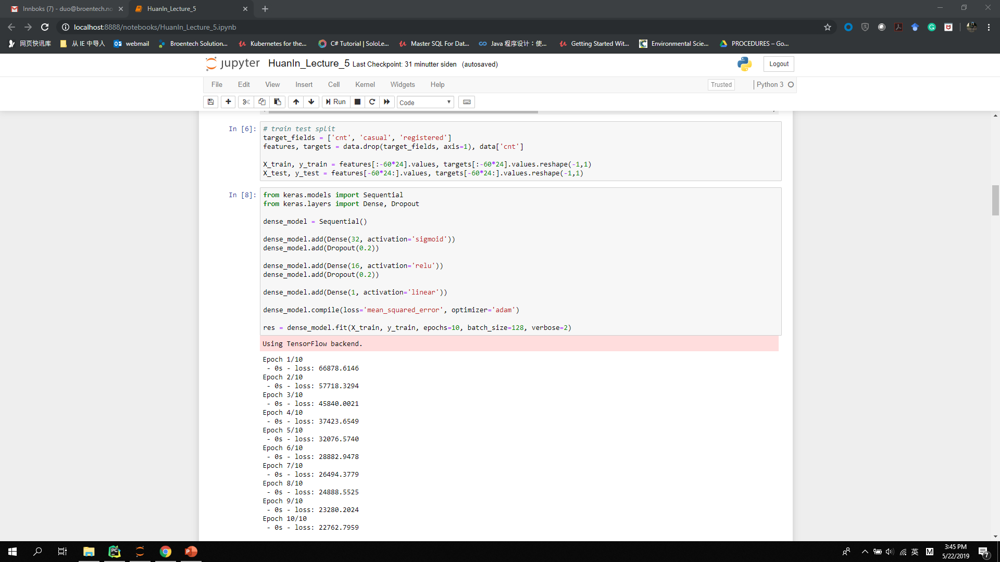 Innboks (7) - duo@broentech.no
HuanIn_Lecture_5
localhost:8888/notebooks/HuanIn_Lecture_5.ipynb
网页快讯库
从 IE 中导入
webmail
Broentech Solution...
Kubernetes for the...
C# Tutorial | SoloLe...
Master SQL For Dat...
Java 程序设计：使...
Getting Started Wit...
Environmental Scie...
PROCEDURES – Go...
jupyter HuanIn_Lecture_5 Last Checkpoint: 31 minutter siden (autosaved)
Logout
File Edit View Insert Cell Kernel Widgets Help
Trusted
Python 3
Run
Code
In [6]:
# train test split
target_fields = ['cnt', 'casual', 'registered']
features, targets = data.drop(target_fields, axis=1), data['cnt']
X_train, y_train = features[:-60*24].values, targets[:-60*24].values.reshape(-1,1)
X_test, y_test = features[-60*24:].values, targets[-60*24:].values.reshape(-1,1)
In [8]:
from keras.models import Sequential
from keras.layers import Dense, Dropout
dense_model = Sequential()
dense_model.add(Dense(32, activation='sigmoid'))
dense_model.add(Dropout(0.2))
dense_model.add(Dense(16, activation='relu'))
dense_model.add(Dropout(0.2))
dense_model.add(Dense(1, activation='linear'))
dense_model.compile(loss='mean_squared_error', optimizer='adam')
res = dense_model.fit(X_train, y_train, epochs=10, batch_size=128, verbose=2)
Using TensorFlow backend.
Epoch 1/10
- 0s - loss: 66878.6146
Epoch 2/10
- 0s - loss: 57718.3294
Epoch 3/10
- 0s - loss: 45840.0021
Epoch 4/10
- 0s - loss: 37423.6549
Epoch 5/10
- 0s - loss: 32076.5740
Epoch 6/10
- 0s - loss: 28882.9478
Epoch 7/10
- 0s - loss: 26494.3779
Epoch 8/10
- 0s - loss: 24888.5525
Epoch 9/10
- 0s - loss: 23280.2024
Epoch 10/10
- 0s - loss: 22762.7959
英
M
3:45 PM
5/22/2019
7